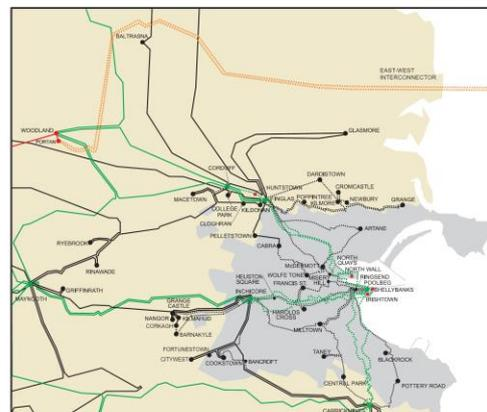 BALTRASNA
EAST-WEST
INTERCONNECTOR
WOODLAND
PORTAN
GLASMORE
CORDUFF
HUNTSTOWN
DARDISTOWN
CROMCASTLE
MACETOWN
FINGLAS
POPPINTREE
KILMORE
NEWBURY
GRANGE
COLLEGE
PARK
KILDONAN
CLOGHRAN
PELLETSTOWN
ARTANE
CABRA
RYEBROOK
NORTH
QUAYS
McDERMOTT
NORTH WALL
RINAWADE
WOLFE TONE
HEUSTON
SQUARE
FRANCIS ST.
RINGSEND
POOLBEG
SHELLYBANKS
MAYNOOTH
GRIFFINRATH
GRANGE
CASTLE
INCHICORE
IRISHTOWN
NANGOR
KILMAHUD
HAROLDS
CROSS
CORKAGH
BARNAKYLE
MILLTOWN
FORTUNESTOWN
CITYWEST
COOKSTOWN
BANCROFT
TANEY
BLACKROCK
CENTRAL PARK
POTTERY ROAD